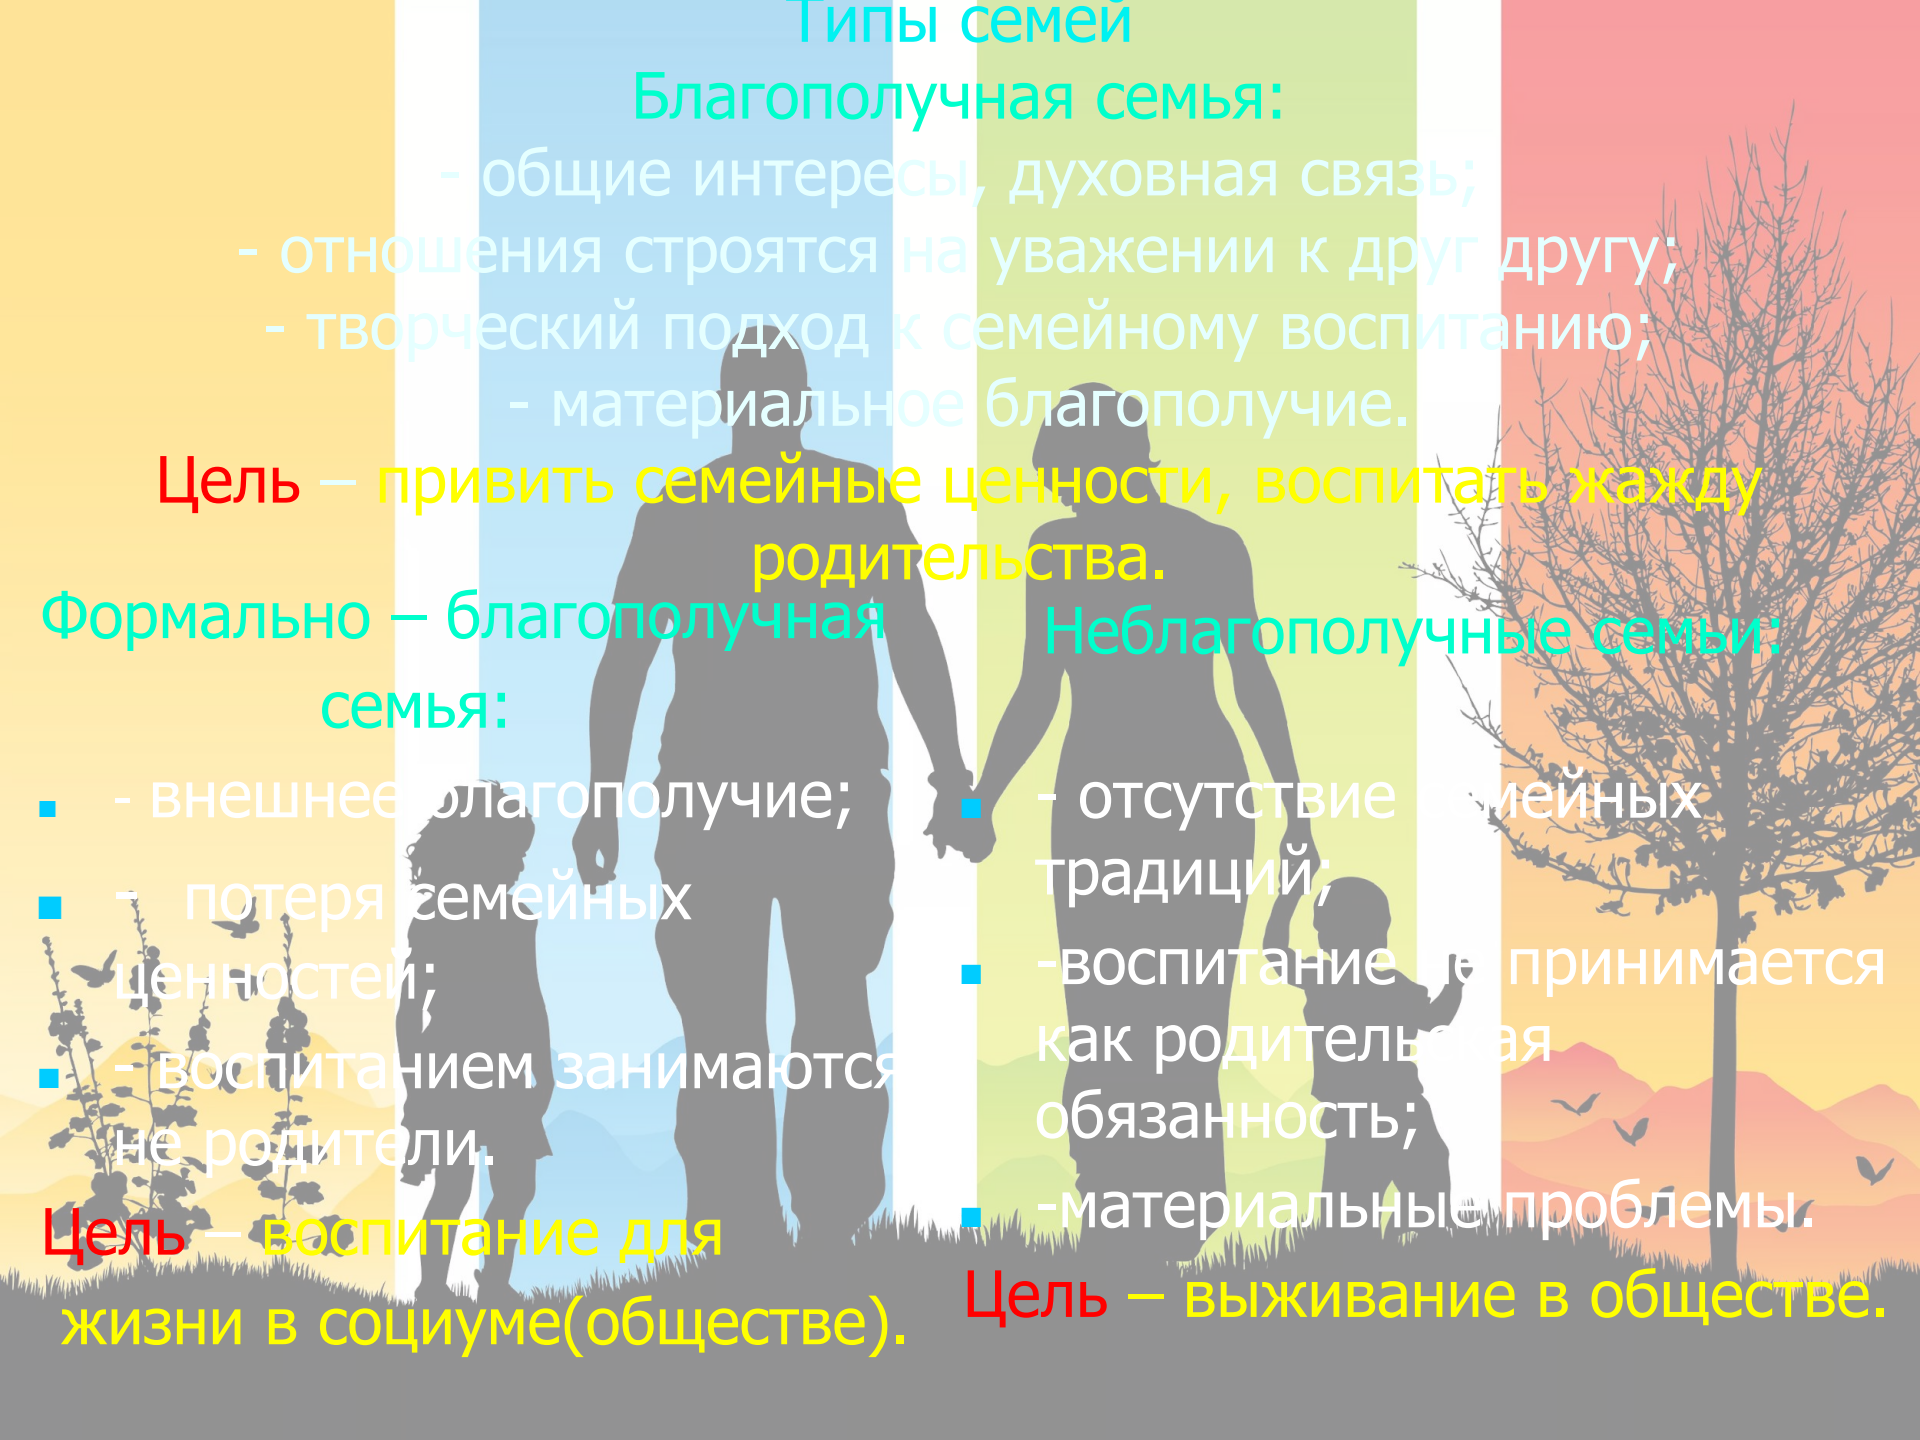 Типы семей
Благополучная семья:
- общие интересы, духовная связь;
- отношения строятся на уважении к друг другу;
- творческий подход к семейному воспитанию;
- материальное благополучие.
Цель – привить семейные ценности, воспитать жажду
родительства.
Формально – благополучная
семья:
- внешнее благополучие;
- потеря семейных
ценностей;
- воспитанием занимаются
не родители.
Цель – воспитание для
жизни в социуме(обществе).
Неблагополучные семьи:
- отсутствие семейных
традиций;
-воспитание не принимается
как родительская
обязанность;
-материальные проблемы.
Цель – выживание в обществе.